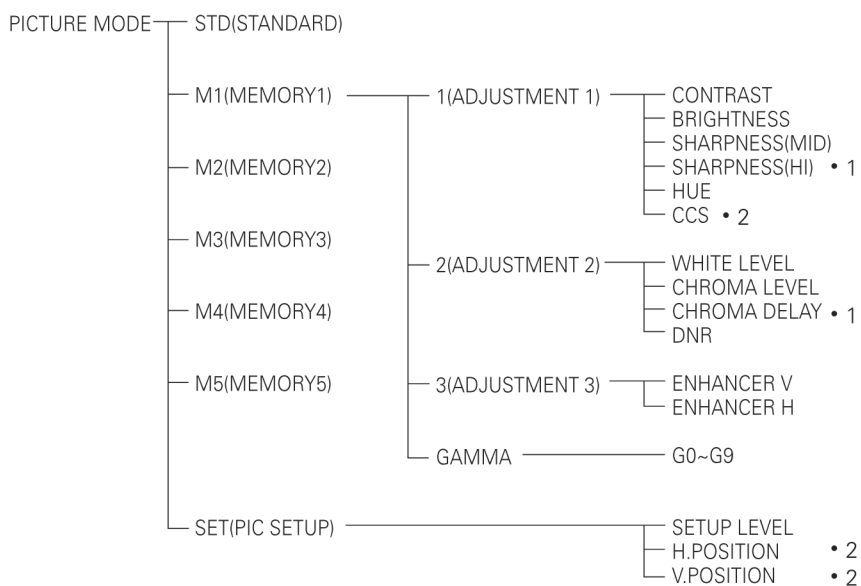 PICTURE MODE STD(STANDARD)
M1(MEMORY1) 1(ADJUSTMENT 1) CONTRAST
BRIGHTNESS
SHARPNESS(MID)
M2(MEMORY2) SHARPNESS(HI) • 1
HUE
CCS • 2
M3(MEMORY3)
2(ADJUSTMENT 2) WHITE LEVEL
CHROMA LEVEL
M4(MEMORY4) CHROMA DELAY • 1
DNR
M5(MEMORY5) 3(ADJUSTMENT 3) ENHANCER V
ENHANCER H
GAMMA G0~G9
SET(PIC SETUP) SETUP LEVEL
H.POSITION • 2
V.POSITION • 2